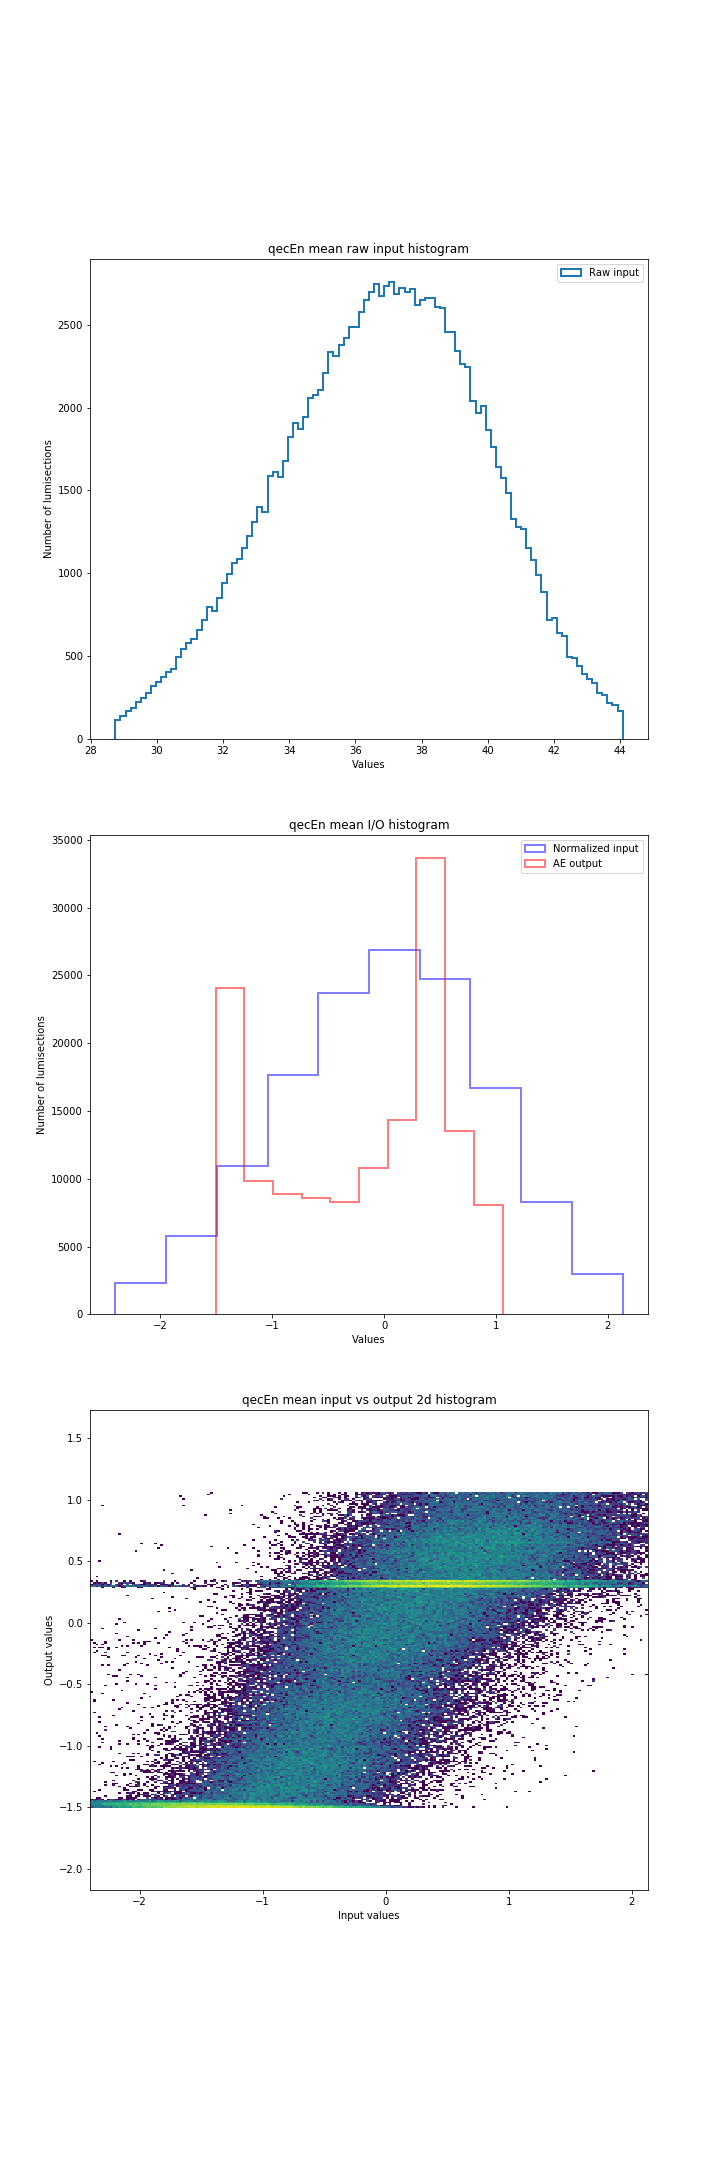 qecEn mean raw input histogram
Raw input
2500
2000
1500
1000
500
0
Number of lumisections
28 30 32 34 36 38 40 42 44
Values
qecEn mean I/O histogram
Normalized input
AE output
35000
30000
25000
20000
15000
10000
5000
0
Number of lumisections
−2 −1 0 1 2
Values
qecEn mean input vs output 2d histogram
1.5
1.0
0.5
0.0
−0.5
−1.0
−1.5
−2.0
Output values
−2 −1 0 1 2
Input values